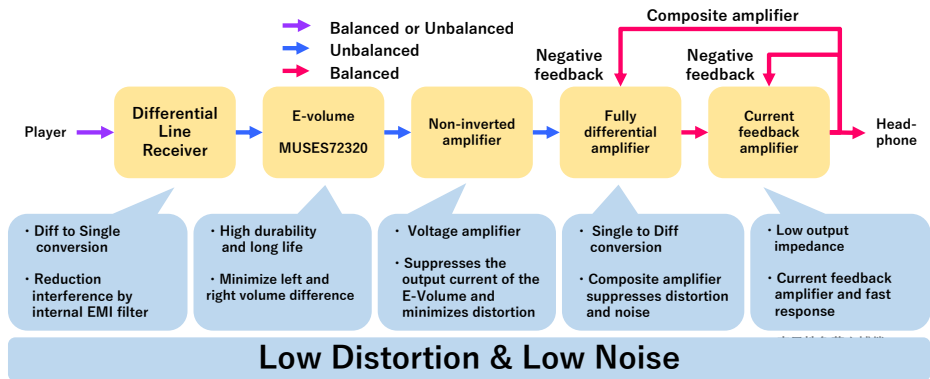 Composite amplifier
Balanced or Unbalanced
Unbalanced
Balanced
Negative
feedback
Negative
feedback
Player
Differential
Line
Receiver
E-volume
MUSES72320
Non-inverted
amplifier
Fully
differential
amplifier
Current
feedback
amplifier
Head-
phone
・Diff to Single
conversion
・Reduction
interference by
internal EMI filter
・High durability
and long life
・Minimize left and
right volume difference
・Voltage amplifier
・Suppresses the
output current of the
E-Volume and
minimizes distortion
・Single to Diff
conversion
・Composite amplifier
suppresses distortion
and noise
・Low output
impedance
・Current feedback
amplifier and fast
response
Low Distortion & Low Noise